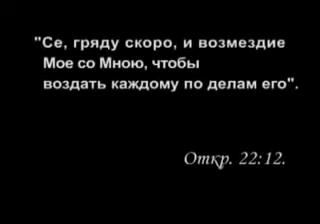 "Се, гряду скоро, и возмездие
Мое со Мною, чтобы
воздать каждому по делам его".
Откр. 22:12.